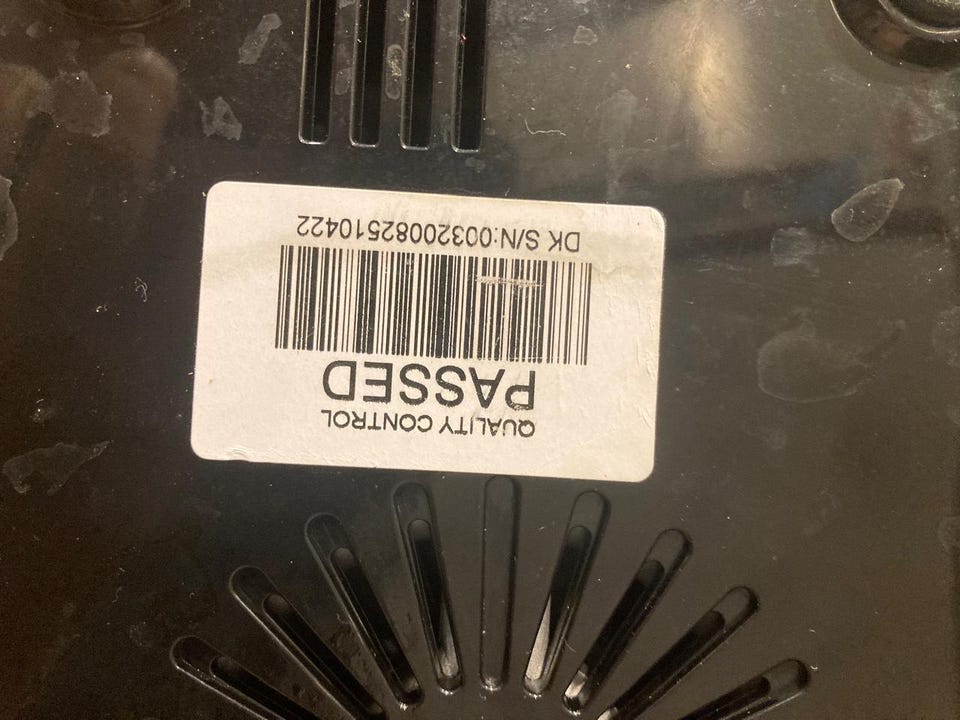 QUALITY CONTROL
PASSED
DK S/N:00320082510422